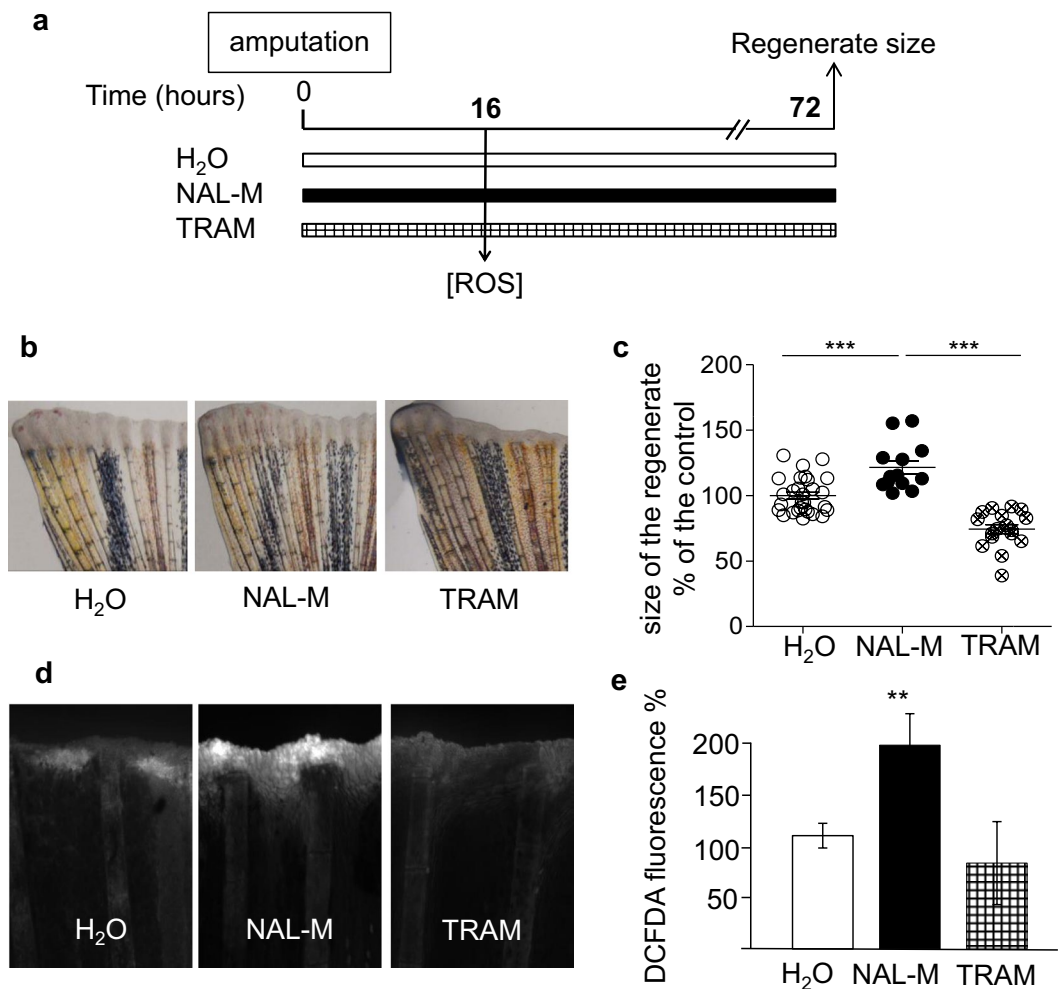 a
amputation
Regenerate size
Time (hours)
0
16
72
H₂O
NAL-M
TRAM
[ROS]
b
H₂O
NAL-M
TRAM
c
size of the regenerate
% of the control
200
150
100
50
0
***
***
H₂O
NAL-M
TRAM
d
H₂O
NAL-M
TRAM
e
DCFDA fluorescence %
200
150
100
50
**
H₂O
NAL-M
TRAM